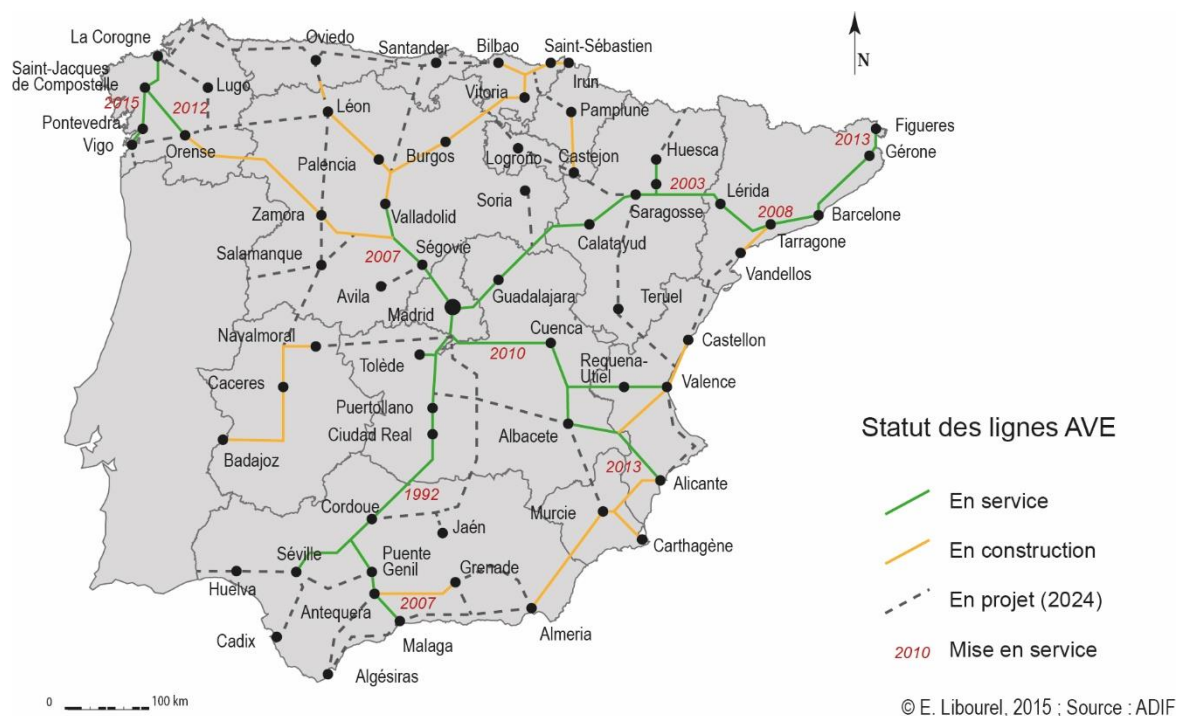 La Corogne
Oviedo
Santander
Bilbao
Saint-Sébastien
N
Saint-Jacques
de Compostelle
Lugo
Irun
Vitoria
2015
2012
Léon
Pamplune
Pontevedra
Figueres
2013
Vigo
Orense
Palencia
Burgos
Logrono
Castejon
Huesca
Gérone
2003
Lérida
Soria
Saragosse
Zamora
Valladolid
2008
Barcelone
Calatayud
Tarragone
Salamanque
2007
Ségovie
Vandellos
Avila
Guadalajara
Teruel
Madrid
Navalmoral
Cuenca
Castellon
Tolède
2010
Requena-
Utiel
Caceres
Valence
Puertollano
Ciudad Real
Albacete
Statut des lignes AVE
Badajoz
2013
Alicante
1992
En service
Cordoue
Murcie
Jaén
Carthagène
En construction
Séville
Puente
Genil
Grenade
Huelva
En projet (2024)
Antequera
2007
Almeria
Cadix
Malaga
2010 Mise en service
Algésiras
0 100 km
© E. Libourel, 2015 ; Source : ADIF